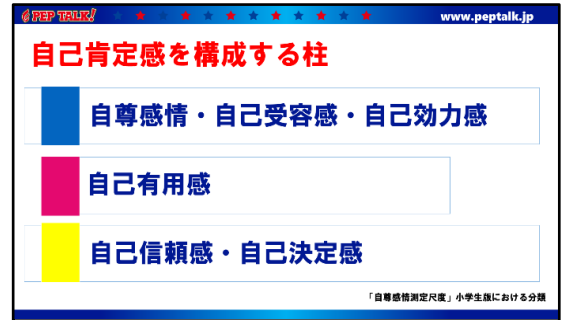 PEP TALK!
www.peptalk.jp
自己肯定感を構成する柱
自尊感情・自己受容感・自己効力感
自己有用感
自己信頼感・自己決定感
「自尊感情測定尺度」小学生版における分類